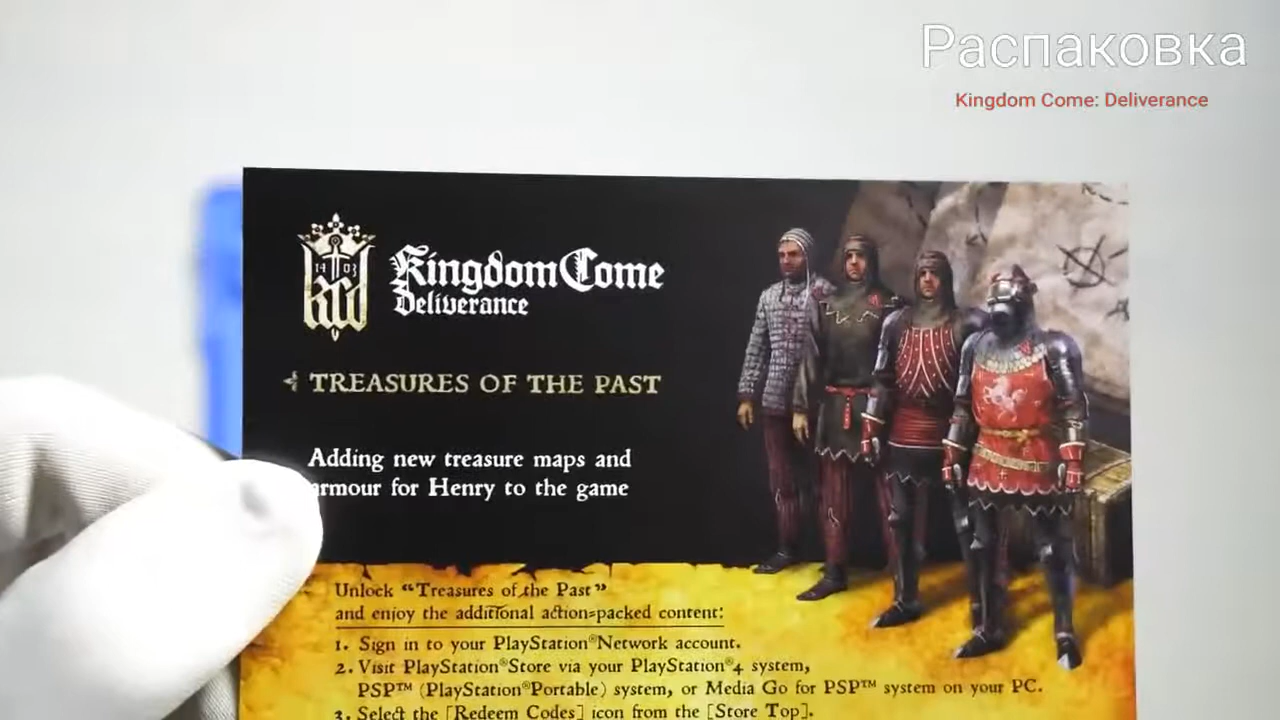 Распаковка
Kingdom Come: Deliverance
1403
KCD
Kingdom Come
Deliverance
TREASURES OF THE PAST
Adding new treasure maps and
armour for Henry to the game
Unlock “Treasures of the Past”
and enjoy the additional action=packed content:
1. Sign in to your PlayStation®Network account.
2. Visit PlayStation®Store via your PlayStation®4 system,
PSP™ (PlayStation®Portable) system, or Media Go for PSP™ system on your PC.
3. Select the [Redeem Codes] icon from the [Store Top].